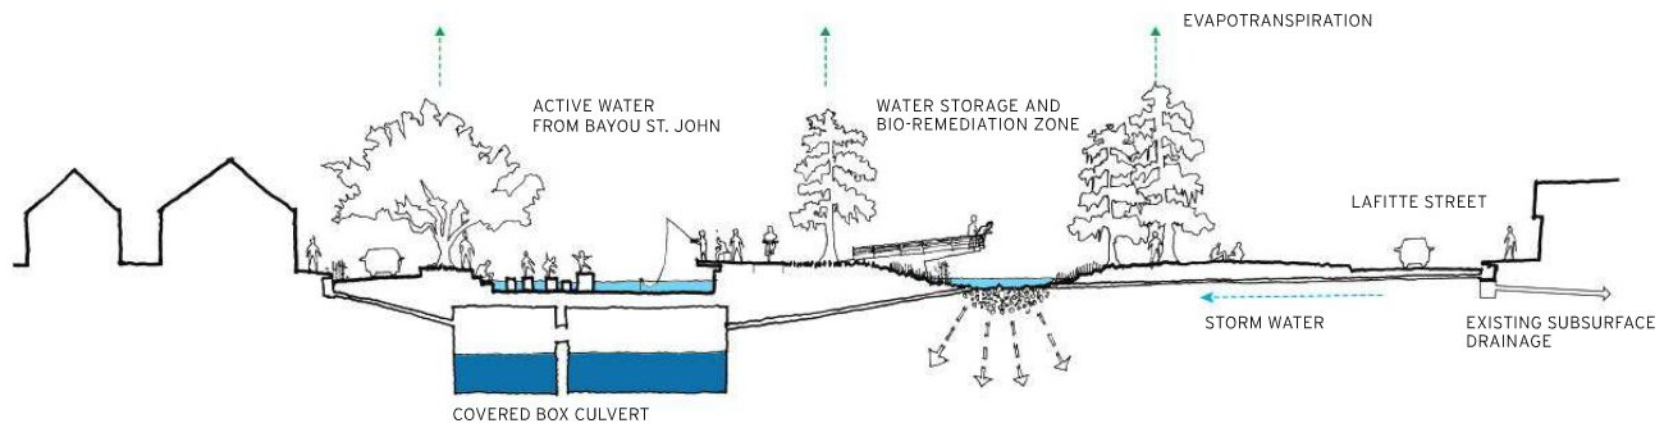 EVAPOTRANSPIRATION
ACTIVE WATER
FROM BAYOU ST. JOHN
WATER STORAGE AND
BIO-REMEDIATION ZONE
LAFITTE STREET
STORM WATER
EXISTING SUBSURFACE
DRAINAGE
COVERED BOX CULVERT